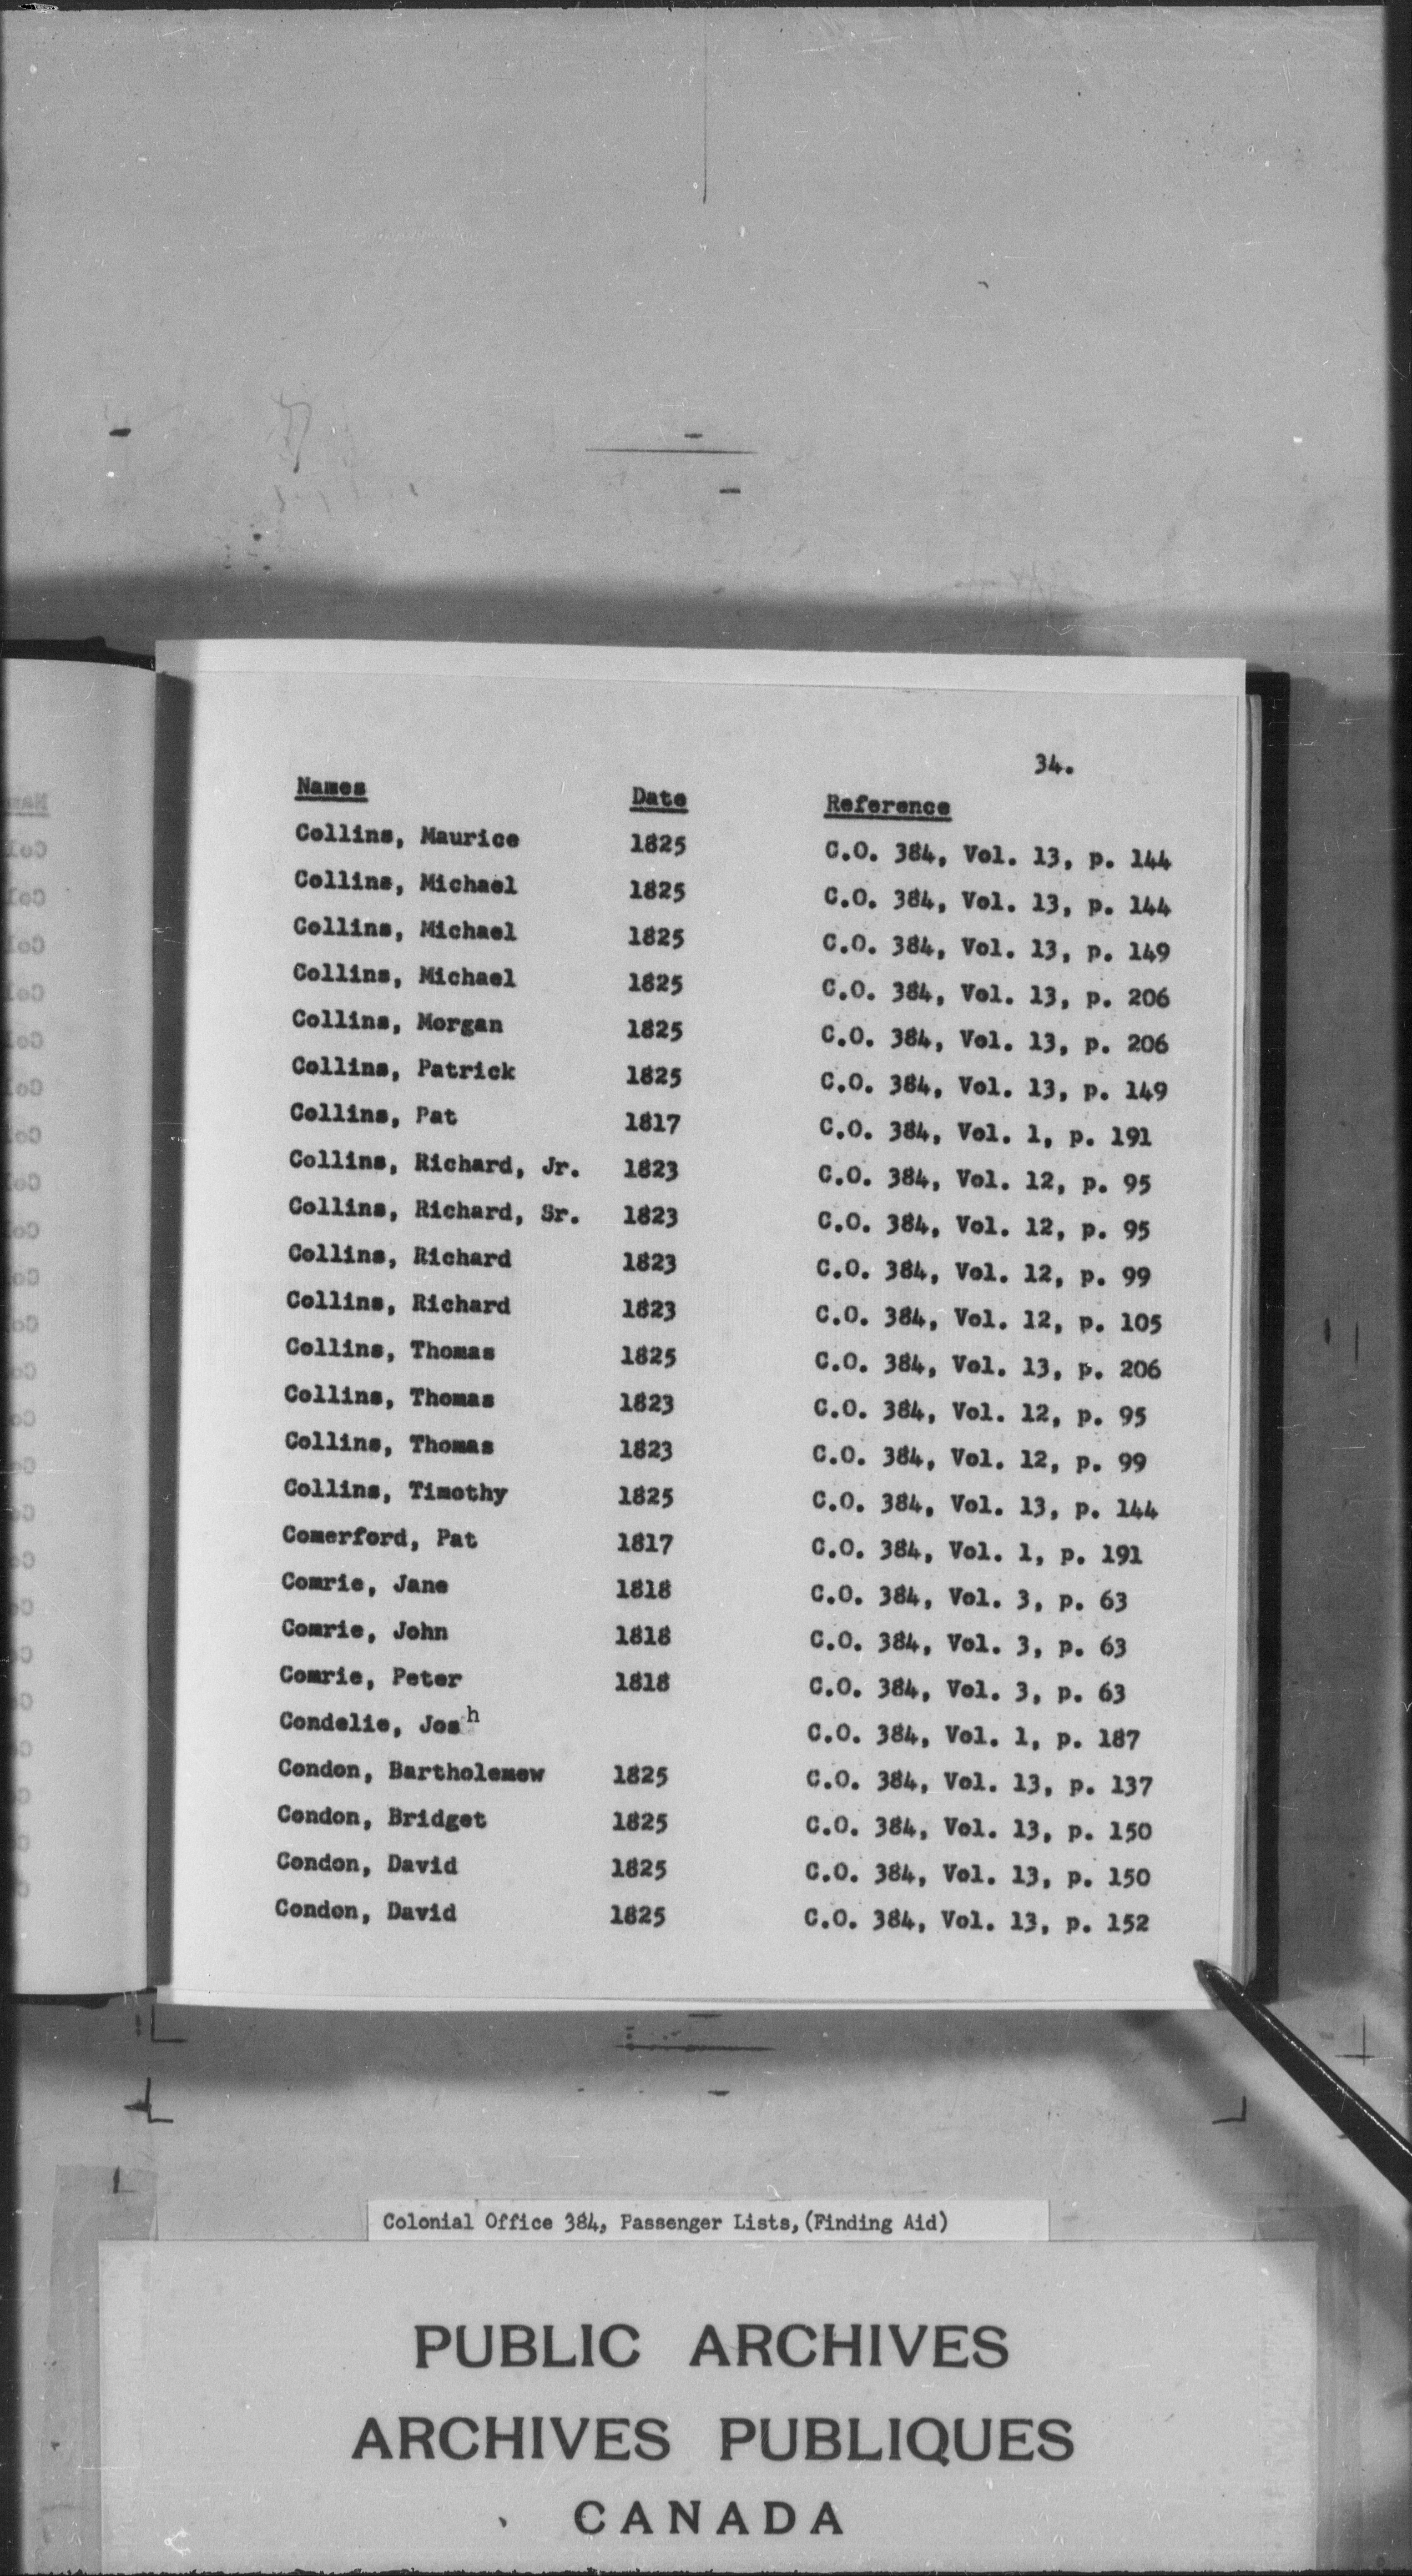 34.
Names Date Reference
Collins, Maurice 1825 C.O. 384, Vol. 13, p. 144
Collins, Michael 1825 C.O. 384, Vol. 13, p. 144
Collins, Michael 1825 C.O. 384, Vol. 13, p. 149
Collins, Michael 1825 C.O. 384, Vol. 13, p. 206
Collins, Morgan 1825 C.O. 384, Vol. 13, p. 206
Collins, Patrick 1825 C.O. 384, Vol. 13, p. 149
Collins, Pat 1817 C.O. 384, Vol. 1, p. 191
Collins, Richard, Jr. 1823 C.O. 384, Vol. 12, p. 95
Collins, Richard, Sr. 1823 C.O. 384, Vol. 12, p. 95
Collins, Richard 1823 C.O. 384, Vol. 12, p. 99
Collins, Richard 1823 C.O. 384, Vol. 12, p. 105
Collins, Thomas 1825 C.O. 384, Vol. 13, p. 206
Collins, Thomas 1823 C.O. 384, Vol. 12, p. 95
Collins, Thomas 1823 C.O. 384, Vol. 12, p. 99
Collins, Timothy 1825 C.O. 384, Vol. 13, p. 144
Comerford, Pat 1817 C.O. 384, Vol. 1, p. 191
Comrie, Jane 1818 C.O. 384, Vol. 3, p. 63
Comrie, John 1818 C.O. 384, Vol. 3, p. 63
Comrie, Peter 1818 C.O. 384, Vol. 3, p. 63
Condelie, Josh C.O. 384, Vol. 1, p. 187
Condon, Bartholemew 1825 C.O. 384, Vol. 13, p. 137
Condon, Bridget 1825 C.O. 384, Vol. 13, p. 150
Condon, David 1825 C.O. 384, Vol. 13, p. 150
Condon, David 1825 C.O. 384, Vol. 13, p. 152
Colonial Office 384, Passenger Lists, (Finding Aid)
PUBLIC ARCHIVES
ARCHIVES PUBLIQUES
CANADA